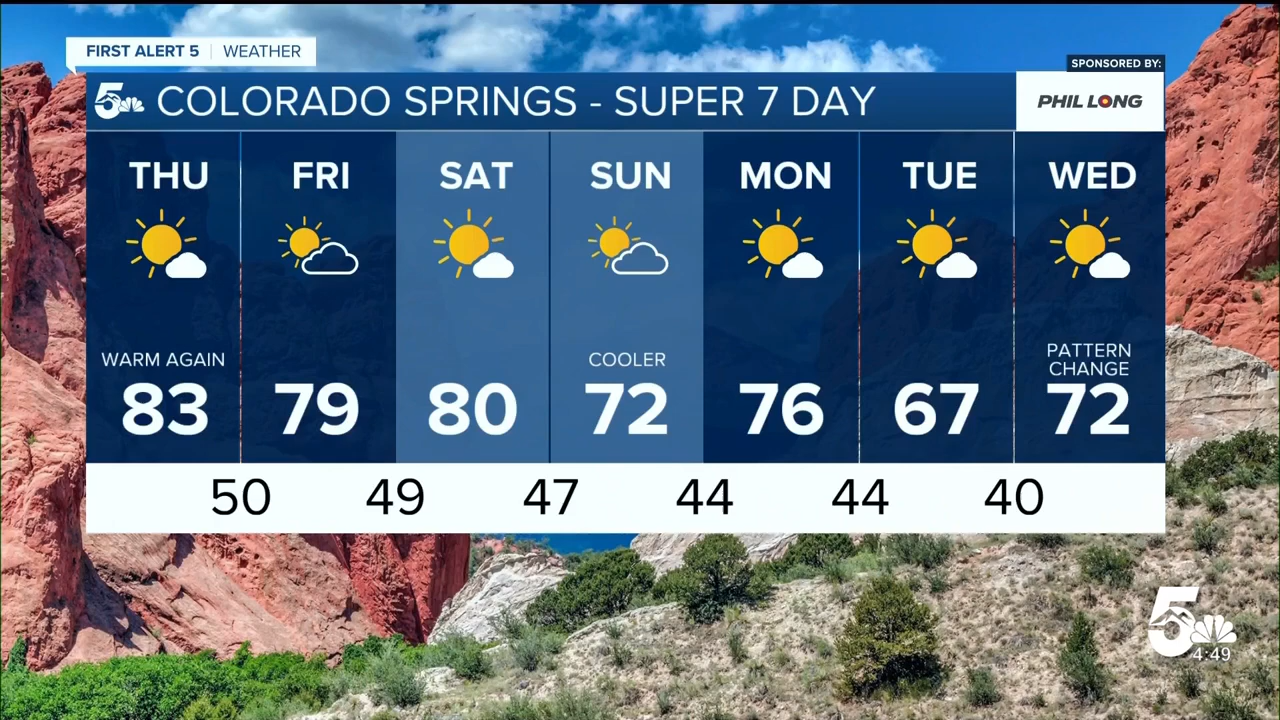 FIRST ALERT 5 | WEATHER
SPONSORED BY:
5 COLORADO SPRINGS - SUPER 7 DAY
PHIL LONG
THU FRI SAT SUN MON TUE WED
WARM AGAIN COOLER PATTERN CHANGE
83 79 80 72 76 67 72
50 49 47 44 44 40
5
4:49